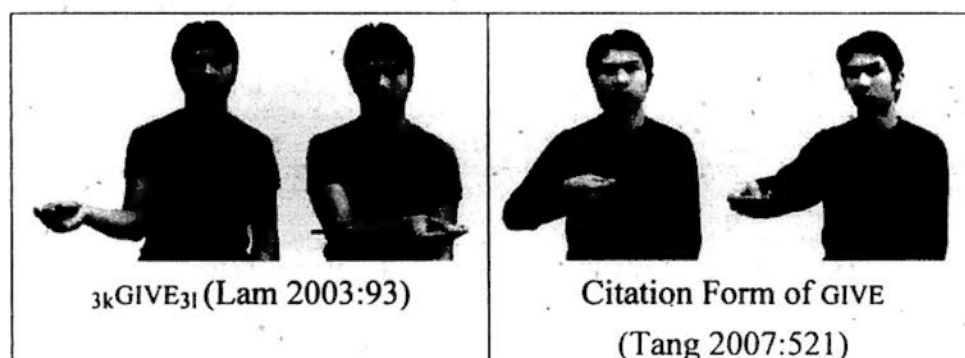 3kGIVE3l (Lam 2003:93)
Citation Form of GIVE
(Tang 2007:521)